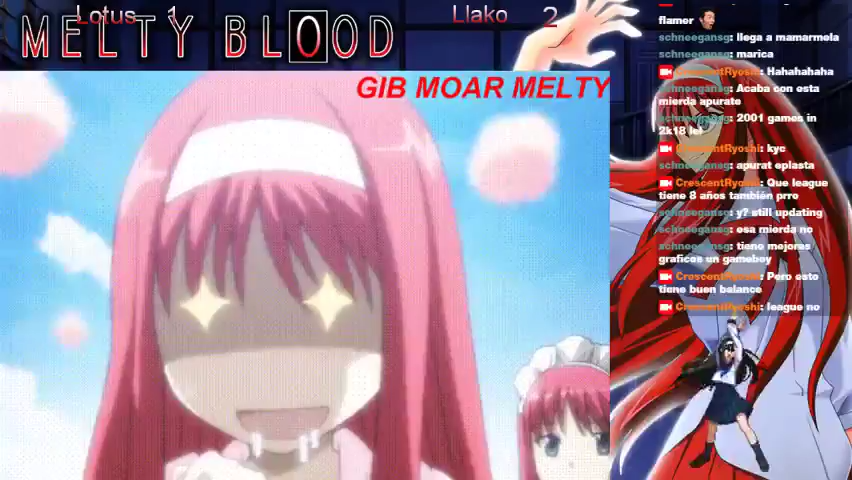 Lotus 1
Llako 2
MELTY BLOOD
GIB MOAR MELTY
flamer
schneegansg: llega a mamarmela
schneegansg: marica
CrescentRyoshi: Hahahahaha
schneegansg: Acaba con esta
mierda apurate
schneegansg: 2001 games in
2k18 lel
CrescentRyoshi: kyc
schneegansg: apurat eplasta
CrescentRyoshi: Que league
tiene 8 años también prro
schneegansg: y? still updating
schneegansg: esa mierda no
schneegansg: tiene mejores
graficos un gameboy
CrescentRyoshi: Pero esto
tiene buen balance
CrescentRyoshi: league no